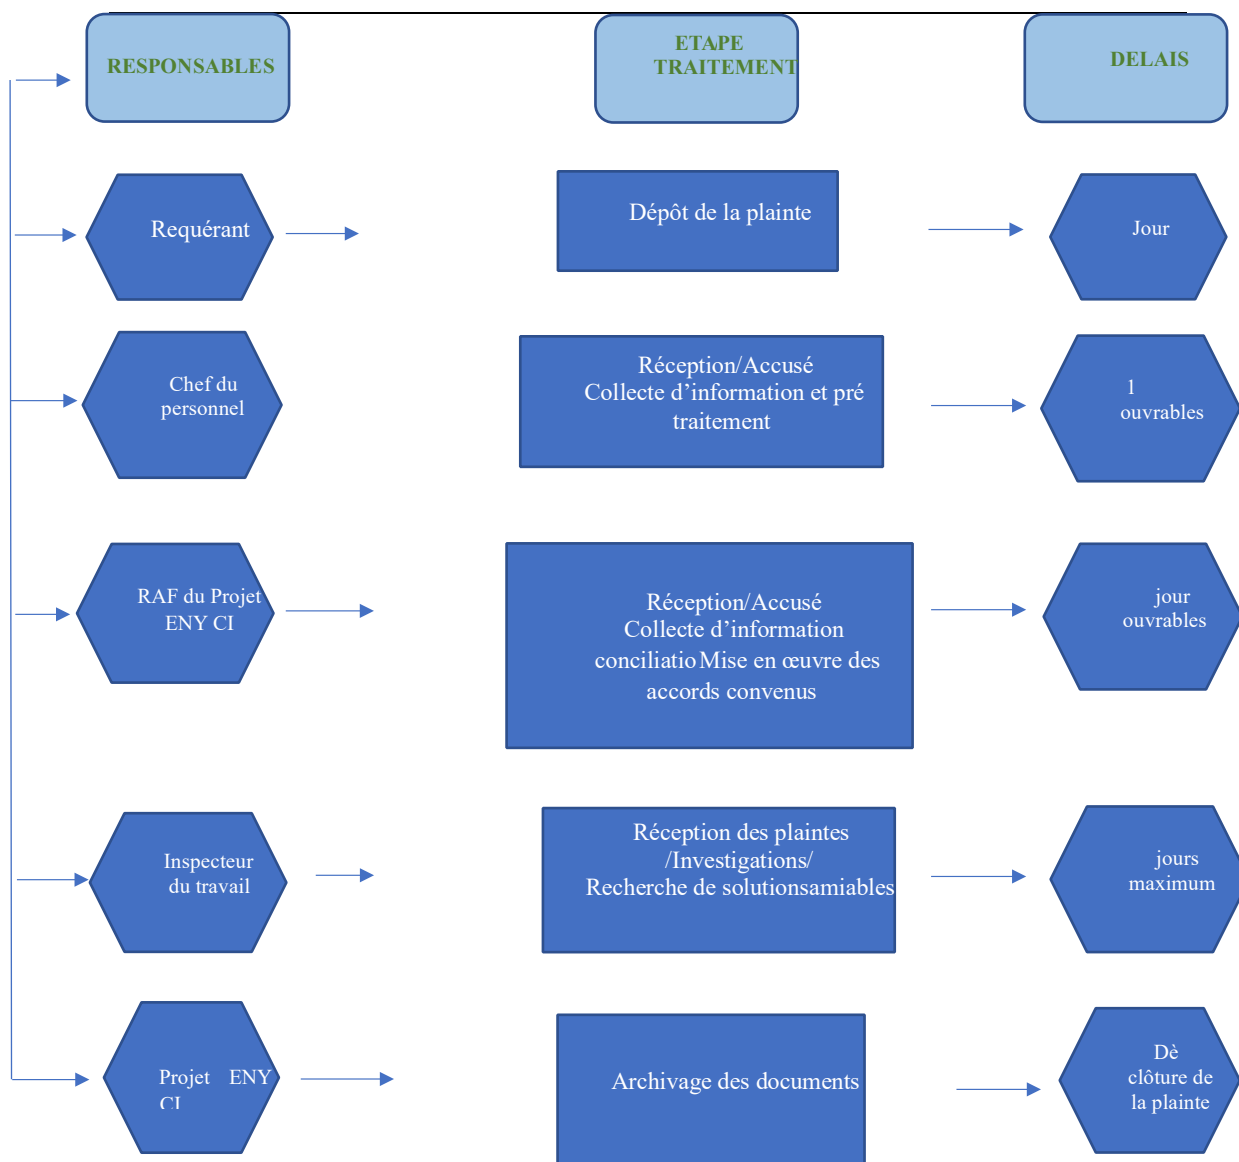 RESPONSABLES
ETAPE
TRAITEMENT
DELAIS
Requérant
Dépôt de la plainte
Jour
Chef du
personnel
Réception/Accusé
Collecte d’information et pré
traitement
1
ouvrables
RAF du Projet
ENY CI
Réception/Accusé
Collecte d’information
conciliatio Mise en œuvre des
accords convenus
jour
ouvrables
Inspecteur
du travail
Réception des plaintes
/Investigations/
Recherche de solutionsamiables
jours
maximum
Projet ENY
CI
Archivage des documents
Dè
clôture de
la plainte